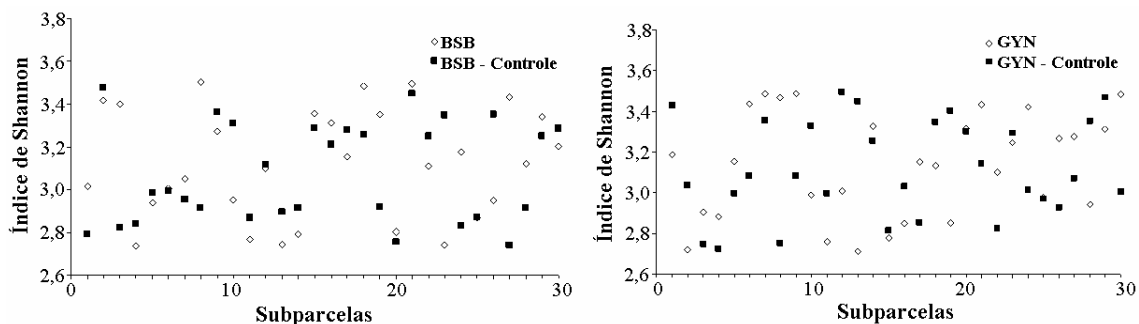 3,8
3,6
3,4
3,2
3,0
2,8
2,6
Índice de Shannon
BSB
BSB - Controle
0
10
20
30
Subparcelas
3,8
3,6
3,4
3,2
3,0
2,8
2,6
Índice de Shannon
GYN
GYN - Controle
0
10
20
30
Subparcelas